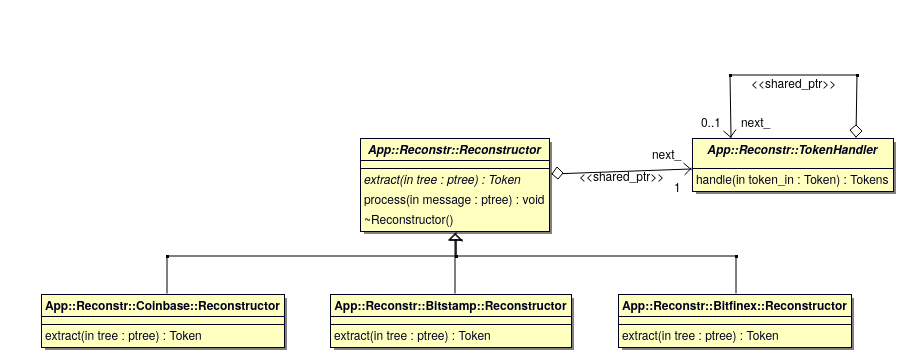 <<shared_ptr>>
0..1 next_
App::Reconstr::Reconstructor
App::Reconstr::TokenHandler
next_
extract(in tree : ptree) : Token
<<shared_ptr>>
handle(in token_in : Token) : Tokens
1
process(in message : ptree) : void
~Reconstructor()
App::Reconstr::Coinbase::Reconstructor
extract(in tree : ptree) : Token
App::Reconstr::Bitstamp::Reconstructor
extract(in tree : ptree) : Token
App::Reconstr::Bitfinex::Reconstructor
extract(in tree : ptree) : Token